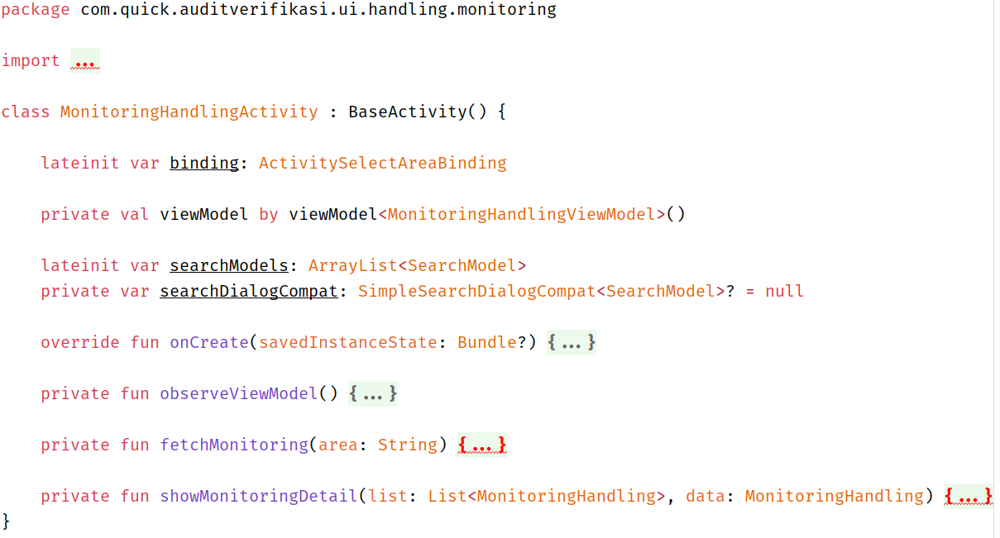 package com.quick.auditverifikasi.ui.handling.monitoring
import ...
class MonitoringHandlingActivity : BaseActivity() {
lateinit var binding: ActivitySelectAreaBinding
private val viewModel by viewModel<MonitoringHandlingViewModel>()
lateinit var searchModels: ArrayList<SearchModel>
private var searchDialogCompat: SimpleSearchDialogCompat<SearchModel>? = null
override fun onCreate(savedInstanceState: Bundle?) {...}
private fun observeViewModel() {...}
private fun fetchMonitoring(area: String) {...}
private fun showMonitoringDetail(list: List<MonitoringHandling>, data: MonitoringHandling) {...}
}